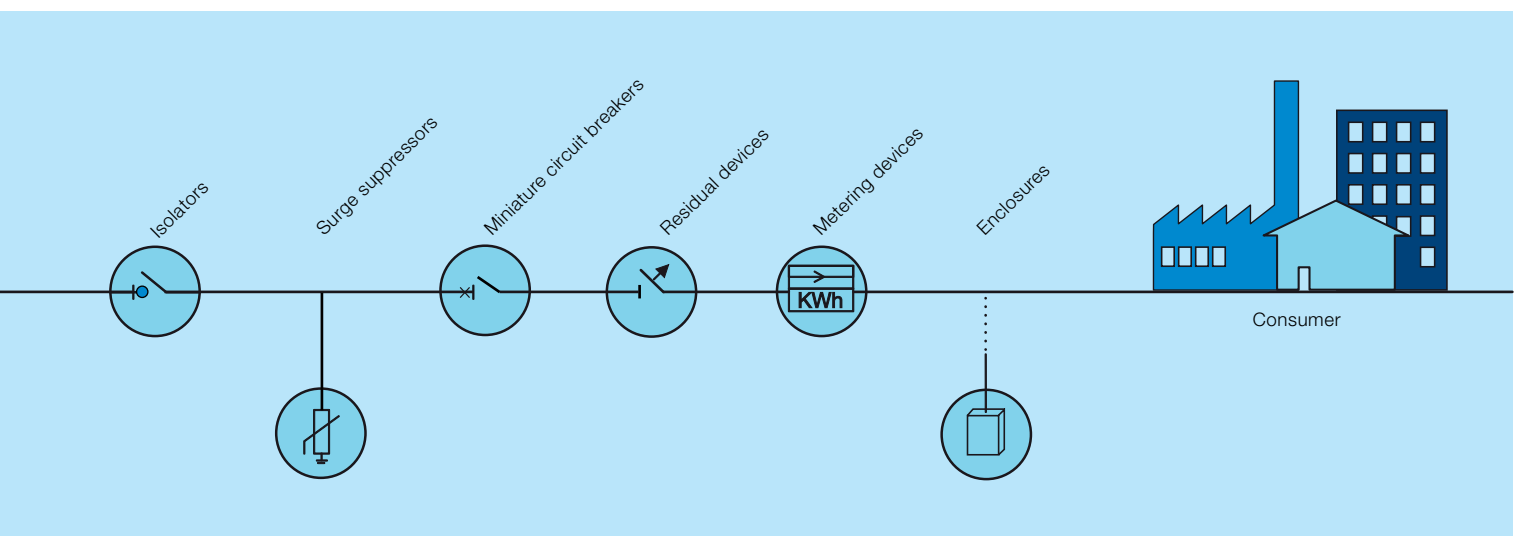 Isolators
Surge suppressors
Miniature circuit breakers
Residual devices
Metering devices
Enclosures
KWh
Consumer